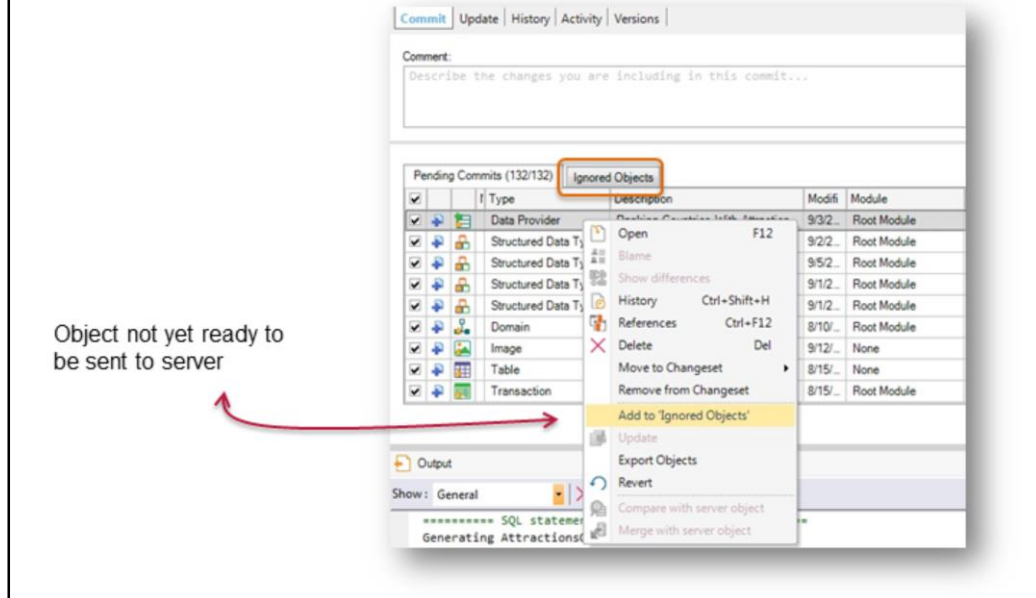 Commit Update History Activity Versions
Comment:
Describe the changes you are including in this commit...
Pending Commits (132/132) Ignored Objects
Type Description Modifi Module
Data Provider 9/3/2... Root Module
Structured Data Ty 9/2/2... Root Module
Structured Data Ty 9/5/2... Root Module
Structured Data Ty 9/1/2... Root Module
Structured Data Ty 9/1/2... Root Module
Domain 8/10/... Root Module
Image 9/12/... None
Table 8/15/... None
Transaction 8/15/... Root Module
Open F12
Blame
Show differences
History Ctrl+Shift+H
References Ctrl+F12
Delete Del
Move to Changeset
Remove from Changeset
Add to 'Ignored Objects'
Update
Export Objects
Revert
Compare with server object
Merge with server object
Object not yet ready to
be sent to server
Output
Show: General
========== SQL stateme
Generating Attractions